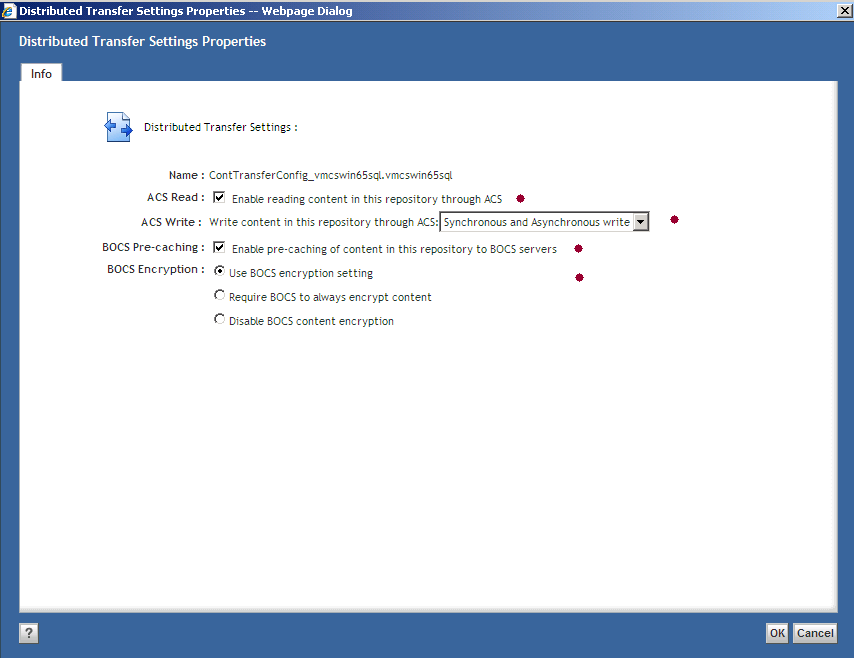 Distributed Transfer Settings Properties -- Webpage Dialog
Distributed Transfer Settings Properties
Info
Distributed Transfer Settings :
Name : ContTransferConfig_vmcswin65sql.vmcswin65sql
ACS Read : Enable reading content in this repository through ACS
ACS Write : Write content in this repository through ACS: Synchronous and Asynchronous write
BOCS Pre-caching : Enable pre-caching of content in this repository to BOCS servers
BOCS Encryption : Use BOCS encryption setting
Require BOCS to always encrypt content
Disable BOCS content encryption
? OK Cancel